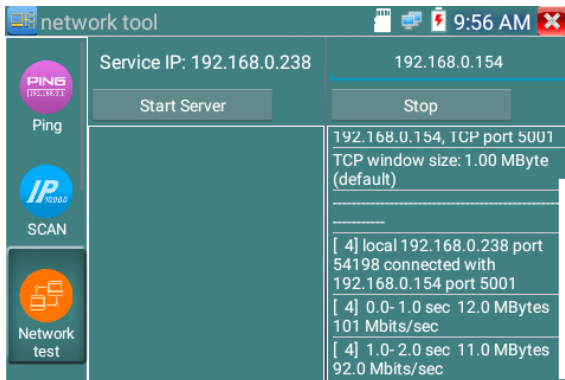 network tool
9:56 AM
PING
Ping
IP
SCAN
Network
test
Service IP: 192.168.0.238
Start Server
192.168.0.154
Stop
192.168.0.154, TCP port 5001
TCP window size: 1.00 MByte
(default)
------------------------------------------------
-----------
[ 4] local 192.168.0.238 port
54198 connected with
192.168.0.154 port 5001
[ 4] 0.0- 1.0 sec 12.0 MBytes
101 Mbits/sec
[ 4] 1.0- 2.0 sec 11.0 MBytes
92.0 Mbits/sec